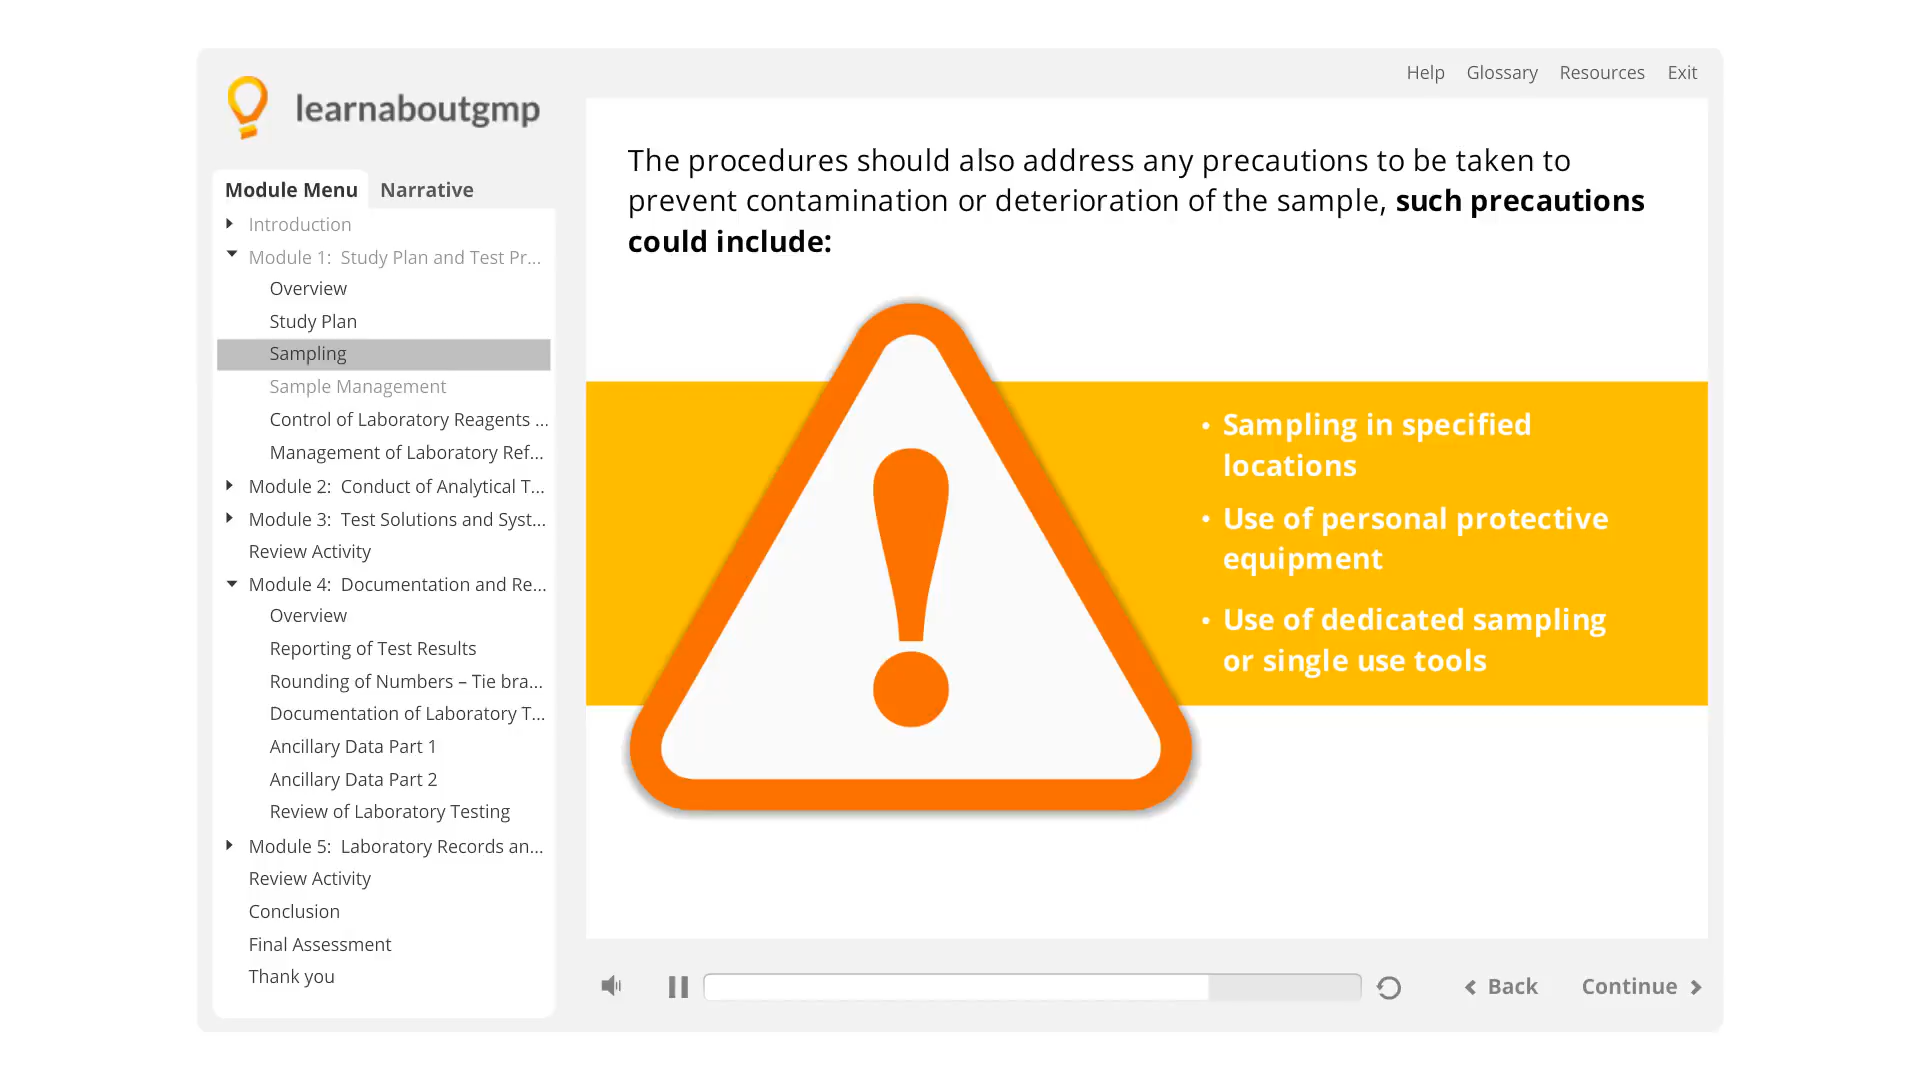 Help Glossary Resources Exit
learnaboutgmp
Module Menu Narrative
Introduction
Module 1: Study Plan and Test Pr...
Overview
Study Plan
Sampling
Sample Management
Control of Laboratory Reagents ...
Management of Laboratory Ref...
Module 2: Conduct of Analytical T...
Module 3: Test Solutions and Syst...
Review Activity
Module 4: Documentation and Re...
Overview
Reporting of Test Results
Rounding of Numbers – Tie bra...
Documentation of Laboratory T...
Ancillary Data Part 1
Ancillary Data Part 2
Review of Laboratory Testing
Module 5: Laboratory Records an...
Review Activity
Conclusion
Final Assessment
Thank you
The procedures should also address any precautions to be taken to
prevent contamination or deterioration of the sample, such precautions
could include:
!
• Sampling in specified
locations
• Use of personal protective
equipment
• Use of dedicated sampling
or single use tools
Back Continue